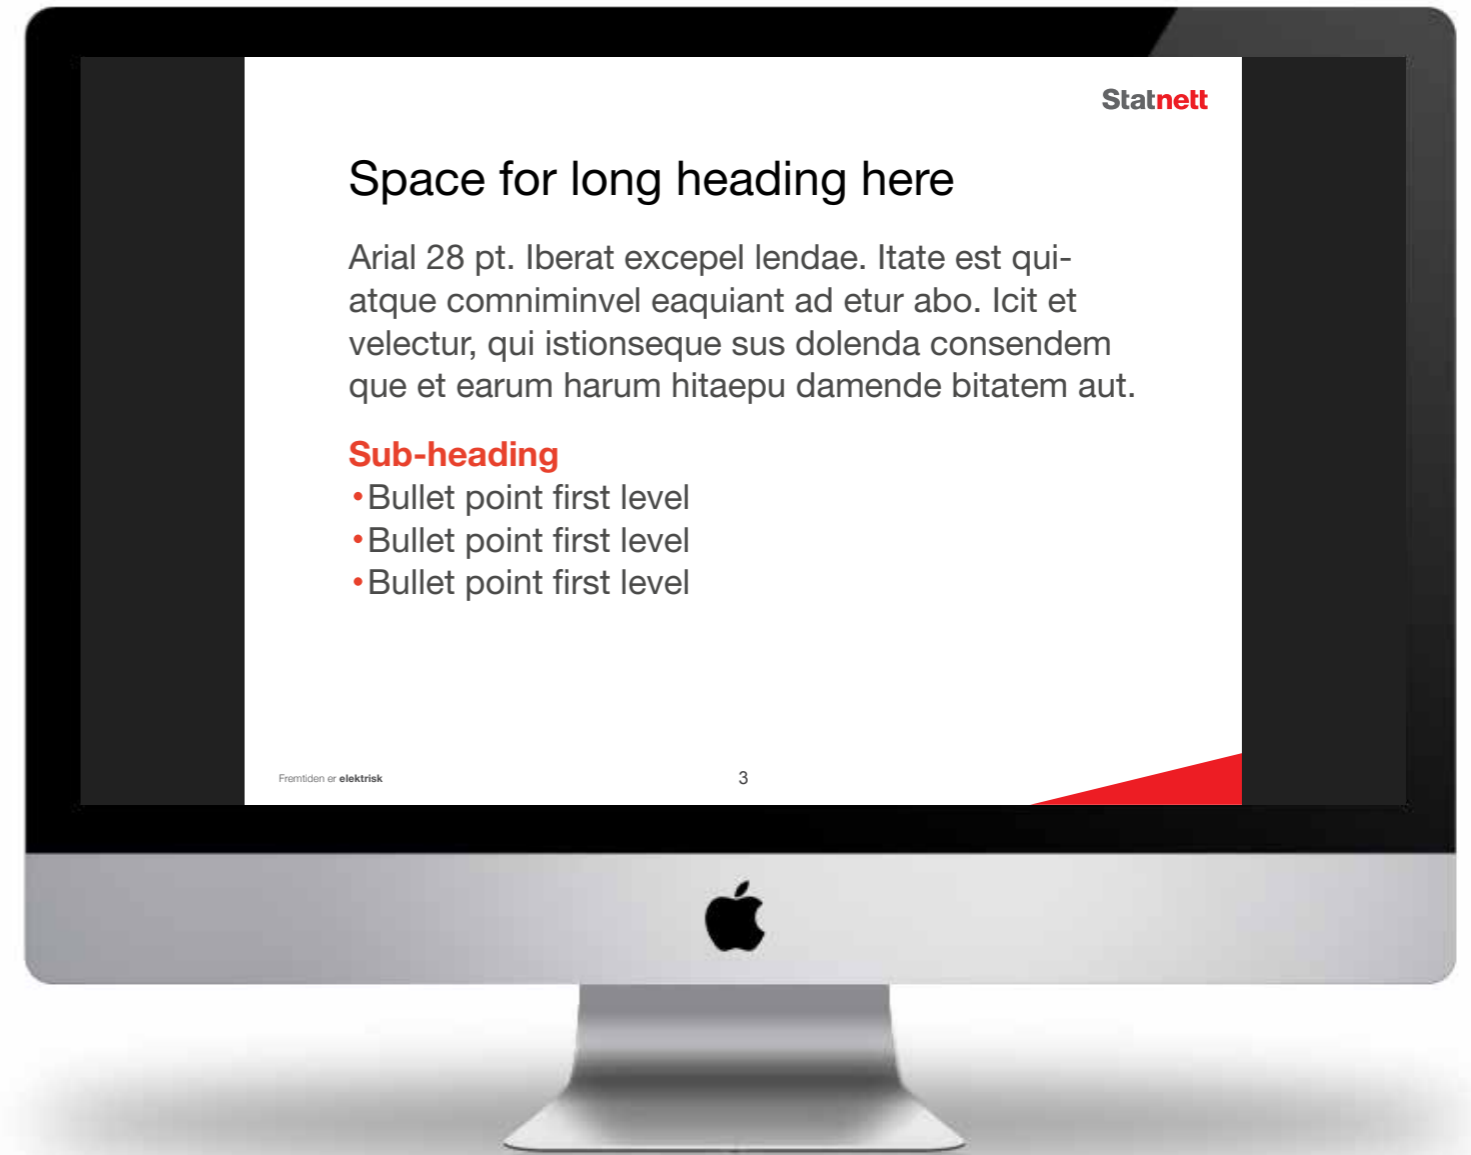 Statnett
Space for long heading here
Arial 28 pt. Iberat excepel lendae. Itate est qui-
atque comniminvel eaquiant ad etur abo. Icit et
velectur, qui istionseque sus dolenda consendem
que et earum harum hitaepu damende bitatem aut.
Sub-heading
•Bullet point first level
•Bullet point first level
•Bullet point first level
Fremtiden er elektrisk
3